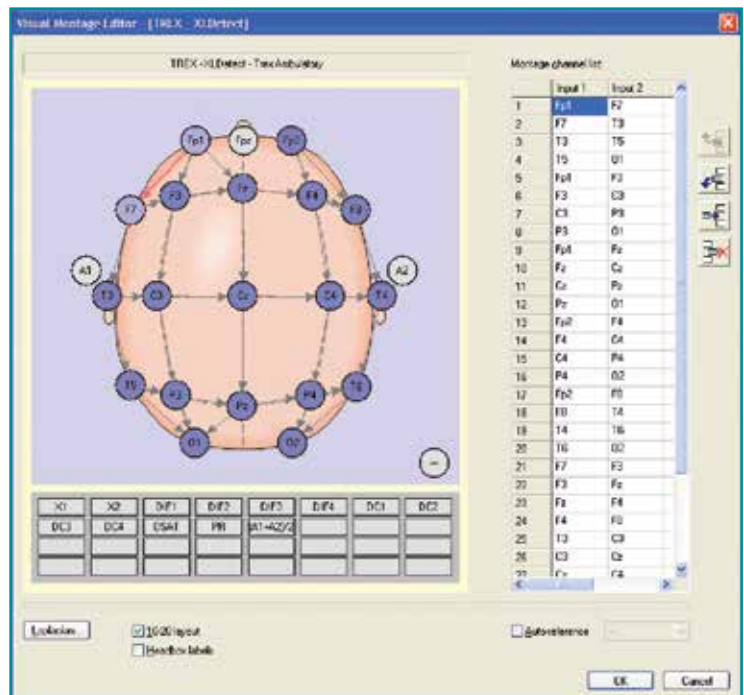 Visual Montage Editor - [TREX - XLDetect]
TREX - XLDetect - Trex Ambulatory
Montage channel list
Input 1 Input 2
1 Fp1 F7
2 F7 T3
3 T3 T5
4 T5 O1
5 Fp1 F3
6 F3 C3
7 C3 P3
8 P3 O1
9 Fp1 Fz
10 Fz Cz
11 Cz Pz
12 Pz O1
13 Fp2 F4
14 F4 C4
15 C4 P4
16 P4 O2
17 Fp2 F8
18 F8 T4
19 T4 T6
20 T6 O2
21 F7 F3
22 F3 Fz
23 Fz F4
24 F4 F8
25 T3 C3
26 C3 Cz
27 Cz C4
Fp1 Fpz Fp2
F7 F3 Fz F4 F8
A1 A2
T3 C3 Cz C4 T4
T5 P3 Pz P4 T6
O1 O2
X1 X2 DIF1 DIF2 DIF3 DIF4 DC1 DC2
DC3 DC4 OSAT PR (A1+A2)/2
10-20 layout
Headbox labels
Auto-reference
OK Cancel